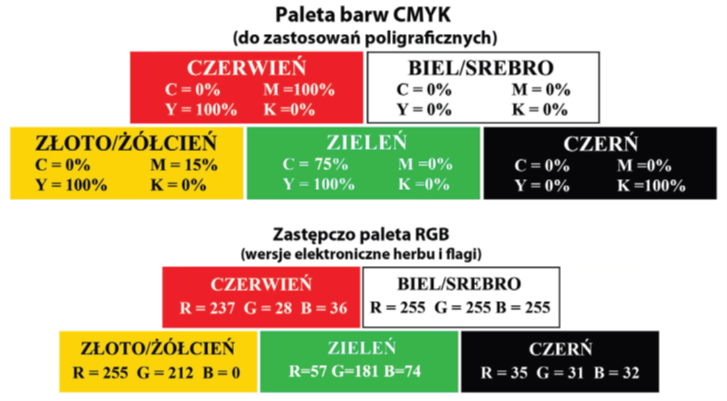 Paleta barw CMYK
(do zastosowań poligraficznych)
CZERWIEŃ
C = 0% M =100%
Y = 100% K =0%
BIEL/SREBRO
C = 0% M = 0%
Y = 0% K = 0%
ZŁOTO/ŻÓŁCIEŃ
C = 0% M = 15%
Y = 100% K = 0%
ZIELEŃ
C = 75% M =0%
Y = 100% K =0%
CZERŃ
C = 0% M =0%
Y = 0% K =100%
Zastępczo paleta RGB
(wersje elektroniczne herbu i flagi)
CZERWIEŃ
R = 237 G = 28 B = 36
BIEL/SREBRO
R = 255 G = 255 B = 255
ZŁOTO/ŻÓŁCIEŃ
R = 255 G = 212 B = 0
ZIELEŃ
R=57 G=181 B=74
CZERŃ
R = 35 G = 31 B = 32